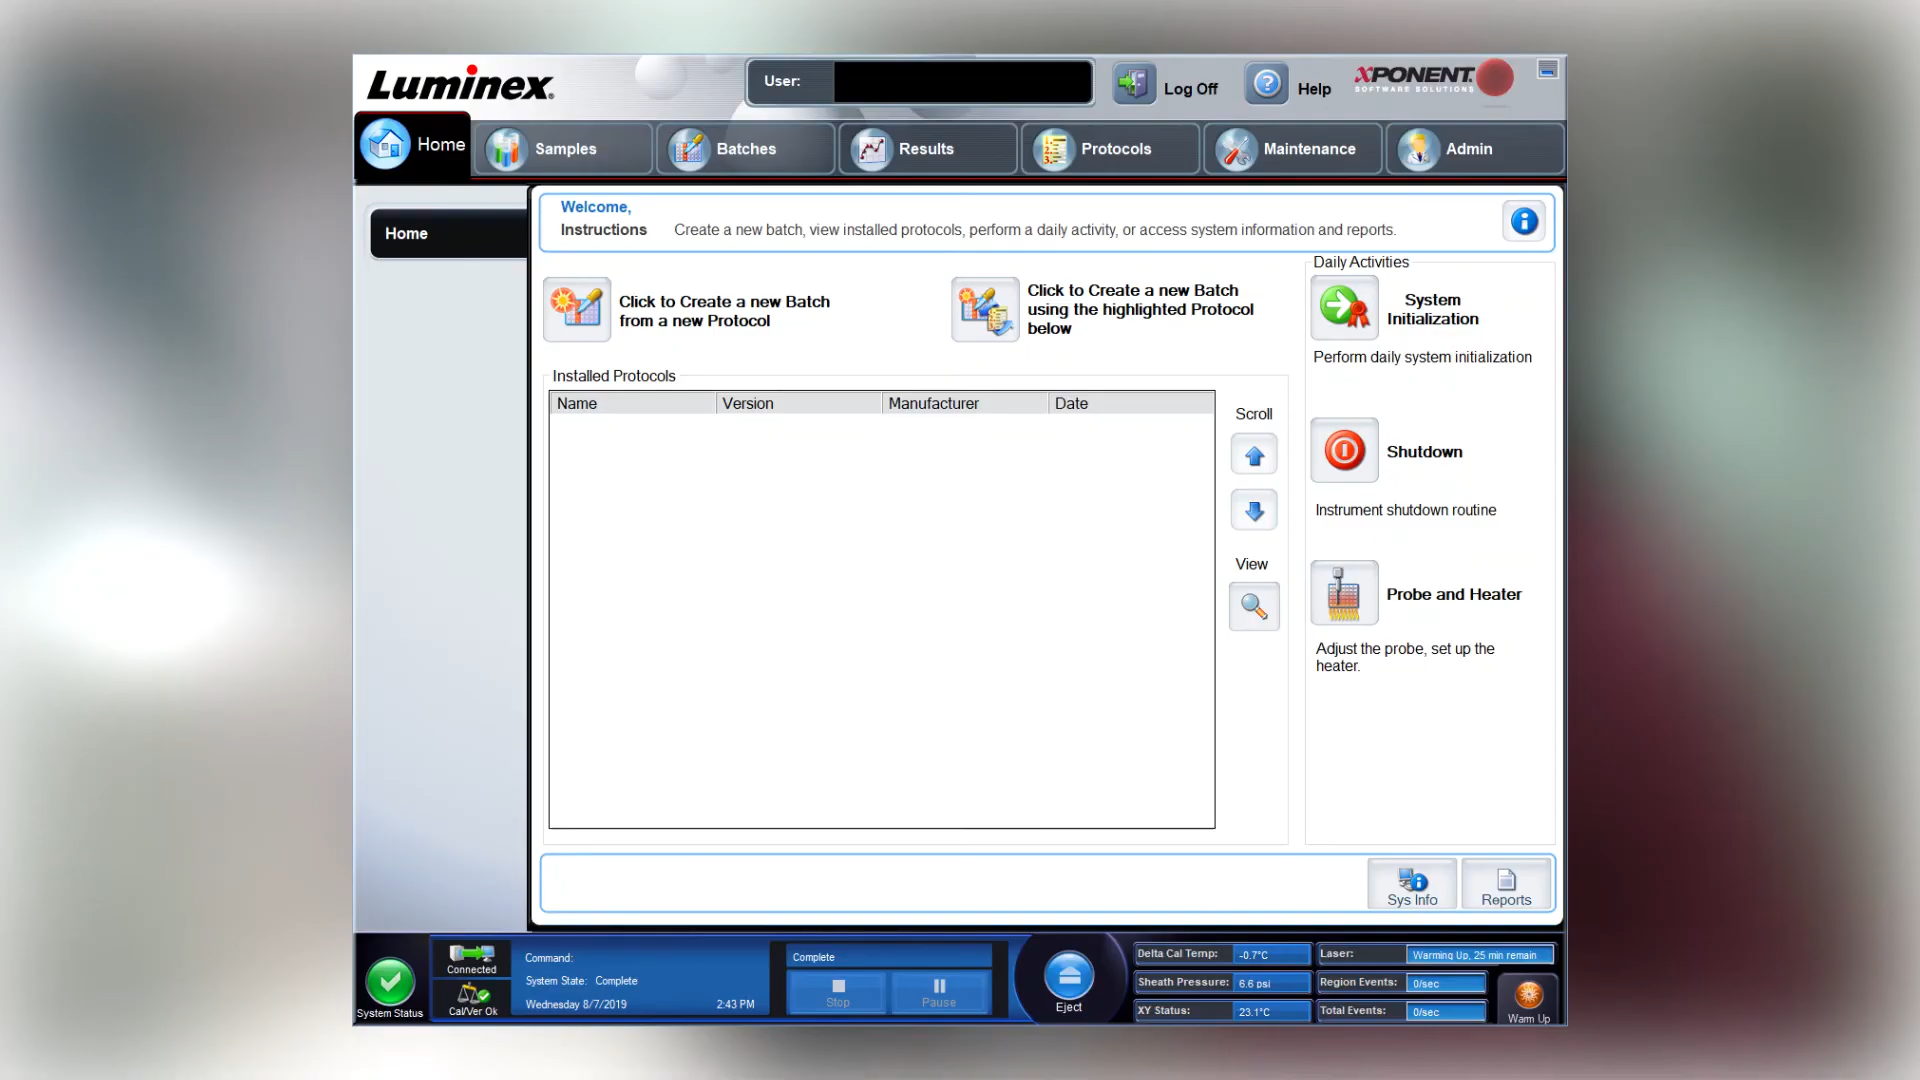 Luminex
User:
Log Off
Help
XPONENT
SOFTWARE SOLUTIONS
Home
Samples
Batches
Results
Protocols
Maintenance
Admin
Home
Welcome,
Instructions Create a new batch, view installed protocols, perform a daily activity, or access system information and reports.
Click to Create a new Batch
from a new Protocol
Click to Create a new Batch
using the highlighted Protocol
below
Installed Protocols
Name Version Manufacturer Date
Scroll
View
Daily Activities
System
Initialization
Perform daily system initialization
Shutdown
Instrument shutdown routine
Probe and Heater
Adjust the probe, set up the
heater.
Sys Info
Reports
System Status
Connected
Cal/Ver Ok
Command:
System State: Complete
Wednesday 8/7/2019 2:43 PM
Complete
Stop
Pause
Eject
Delta Cal Temp: -0.7°C
Sheath Pressure: 6.6 psi
XY Status: 23.1°C
Laser: Warming Up, 25 min remain
Region Events: 0/sec
Total Events: 0/sec
Warm Up